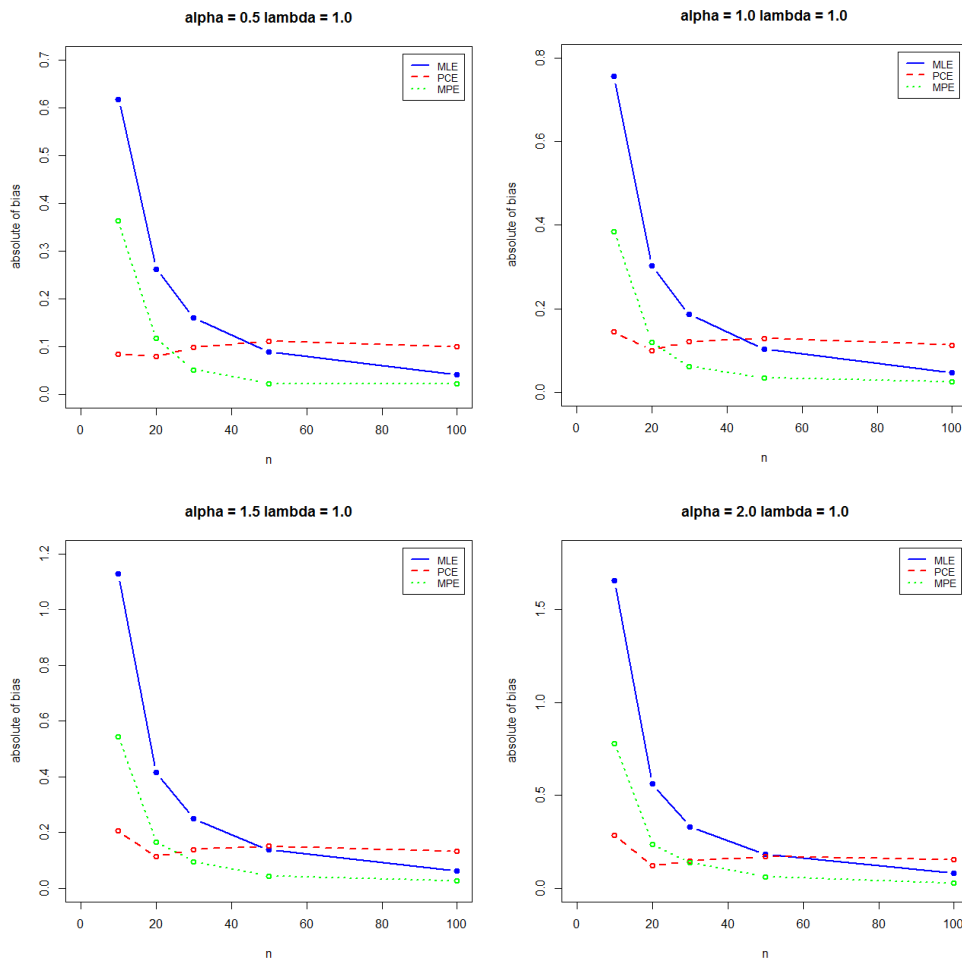 alpha = 0.5 lambda = 1.0
MLE
PCE
MPE
absolute of bias
0.0 0.1 0.2 0.3 0.4 0.5 0.6 0.7
0 20 40 60 80 100
n
alpha = 1.0 lambda = 1.0
MLE
PCE
MPE
absolute of bias
0.0 0.2 0.4 0.6 0.8
0 20 40 60 80 100
n
alpha = 1.5 lambda = 1.0
MLE
PCE
MPE
absolute of bias
0.0 0.2 0.4 0.6 0.8 1.0 1.2
0 20 40 60 80 100
n
alpha = 2.0 lambda = 1.0
MLE
PCE
MPE
absolute of bias
0.0 0.5 1.0 1.5
0 20 40 60 80 100
n